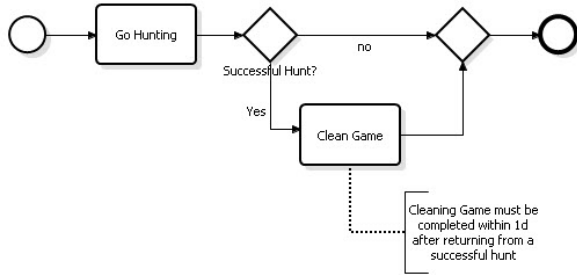 Go Hunting
no
Successful Hunt?
Yes
Clean Game
Cleaning Game must be
completed within 1d
after returning from a
successful hunt